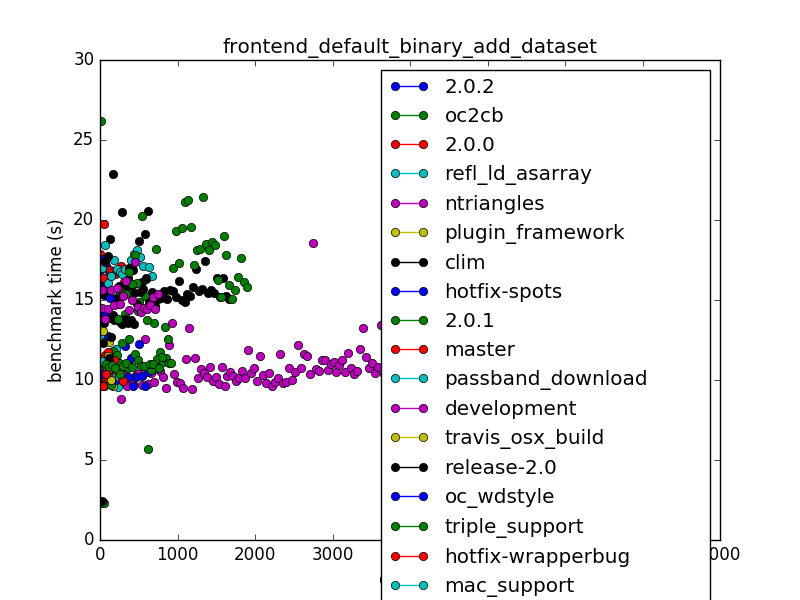 frontend_default_binary_add_dataset
30
25
20
15
10
5
0
benchmark time (s)
0
1000
2000
3000
000
2.0.2
oc2cb
2.0.0
refl_ld_asarray
ntriangles
plugin_framework
clim
hotfix-spots
2.0.1
master
passband_download
development
travis_osx_build
release-2.0
oc_wdstyle
triple_support
hotfix-wrapperbug
mac_support